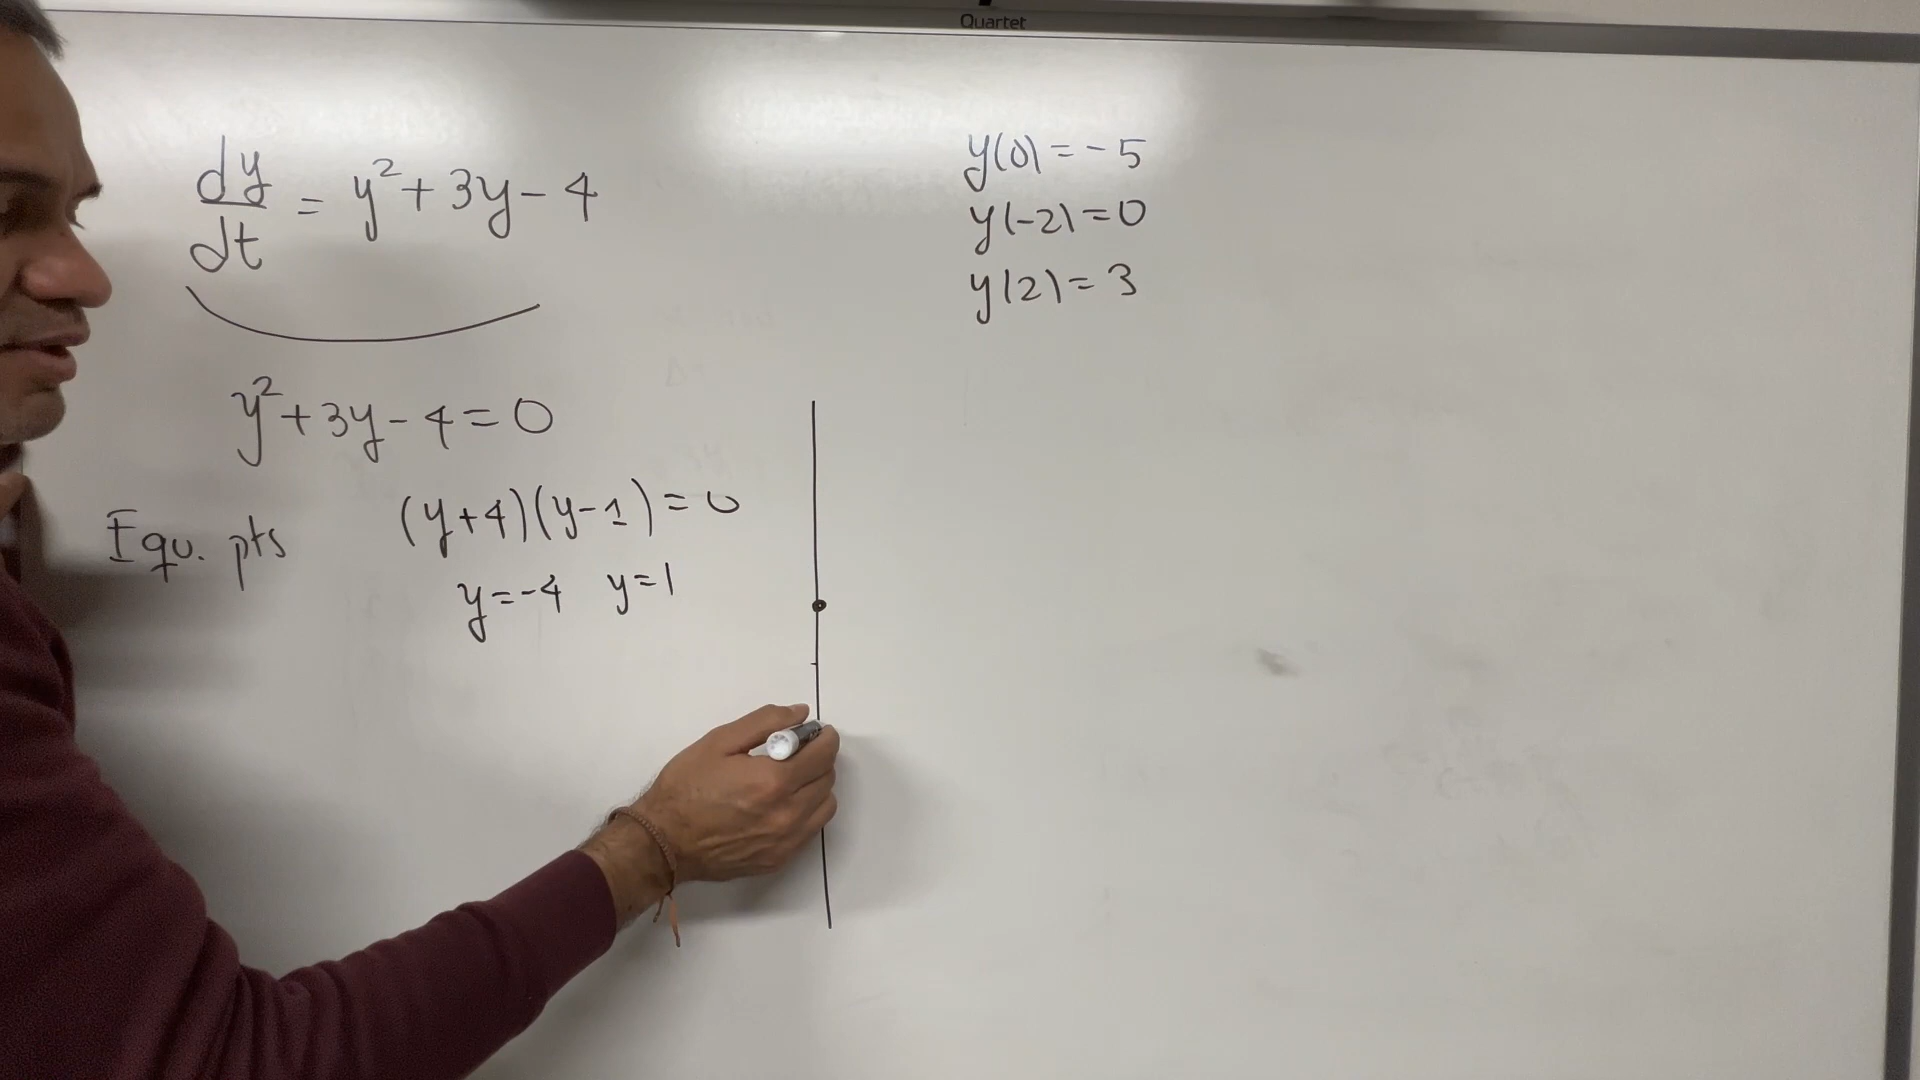 Quartet
dy/dt = y² + 3y - 4
y(0) = -5
y(-2) = 0
y(2) = 3
y² + 3y - 4 = 0
Equ. pts
(y+4)(y-1) = 0
y = -4 y = 1